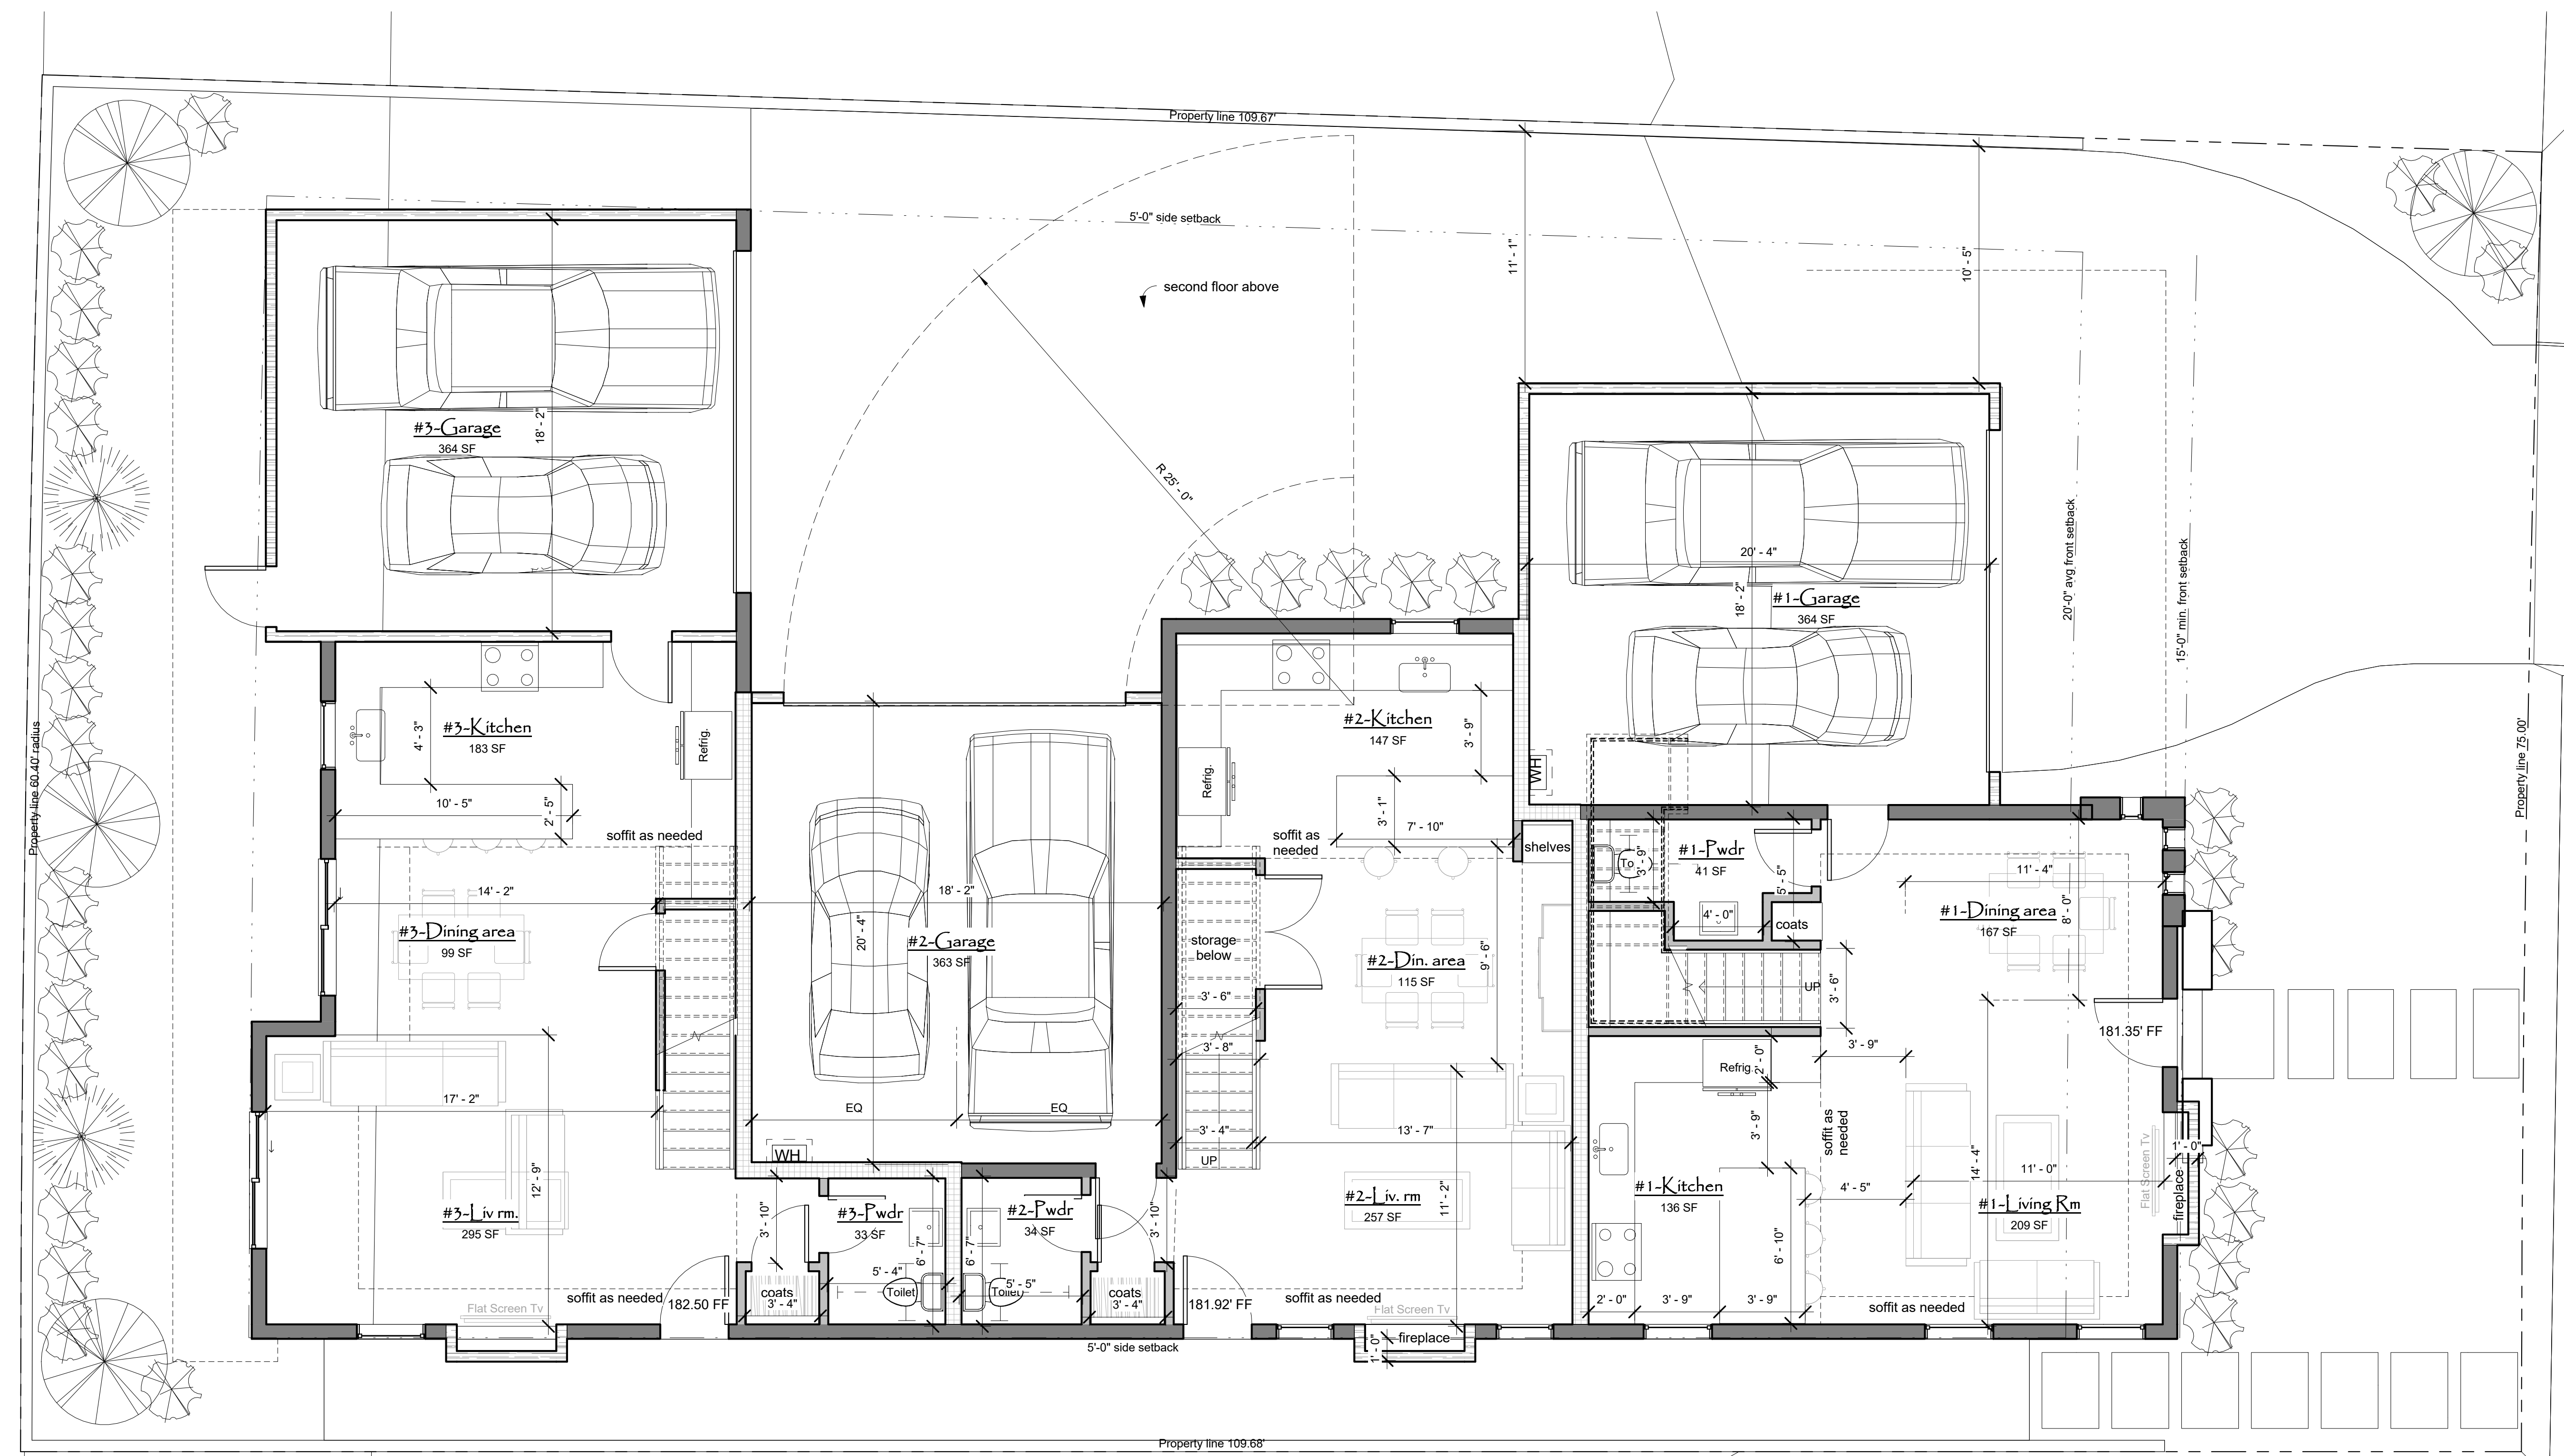 Property line 109.67'
5'-0" side setback
second floor above
11' - 1"
10' - 5"
R 25' - 0"
#3-Garage
364 SF
18' - 2"
20' - 4"
#1-Garage
364 SF
18' - 2"
20'-0" avg front setback
15'-0" min. front setback
Property line 60.40' radius
Property line 75.00'
#3-Kitchen
183 SF
4' - 3"
10' - 5"
2' - 5"
Refrig.
soffit as needed
#2-Kitchen
147 SF
3' - 9"
3' - 1"
7' - 10"
Refrig.
soffit as
needed
shelves
WH
#1-Pwdr
41 SF
3' - 9"
To
5' - 5"
4' - 0"
coats
11' - 4"
#1-Dining area
167 SF
8' - 0"
14' - 2"
#3-Dining area
99 SF
18' - 2"
20' - 4"
#2-Garage
363 SF
storage
below
#2-Din. area
115 SF
9' - 6"
3' - 6"
3' - 8"
3' - 4"
UP
13' - 7"
UP
3' - 6"
181.35' FF
3' - 9"
Refrig.
2' - 0"
3' - 9"
soffit as
needed
17' - 2"
12' - 9"
#3-Liv rm.
295 SF
EQ
EQ
WH
3' - 10"
#3-Pwdr
33 SF
6' - 7"
5' - 4"
Toilet
#2-Pwdr
34 SF
6' - 7"
5' - 5"
Toilet
3' - 10"
coats
3' - 4"
coats
3' - 4"
#2-Liv. rm
257 SF
11' - 2"
#1-Kitchen
136 SF
4' - 5"
6' - 10"
14' - 4"
11' - 0"
#1-Living Rm
209 SF
Flat Screen Tv
1' - 0"
fireplace
2' - 0"
3' - 9"
3' - 9"
soffit as needed
Flat Screen Tv
soffit as needed
182.50 FF
181.92' FF
soffit as needed
Flat Screen Tv
fireplace
1' - 0"
5'-0" side setback
Property line 109.68'